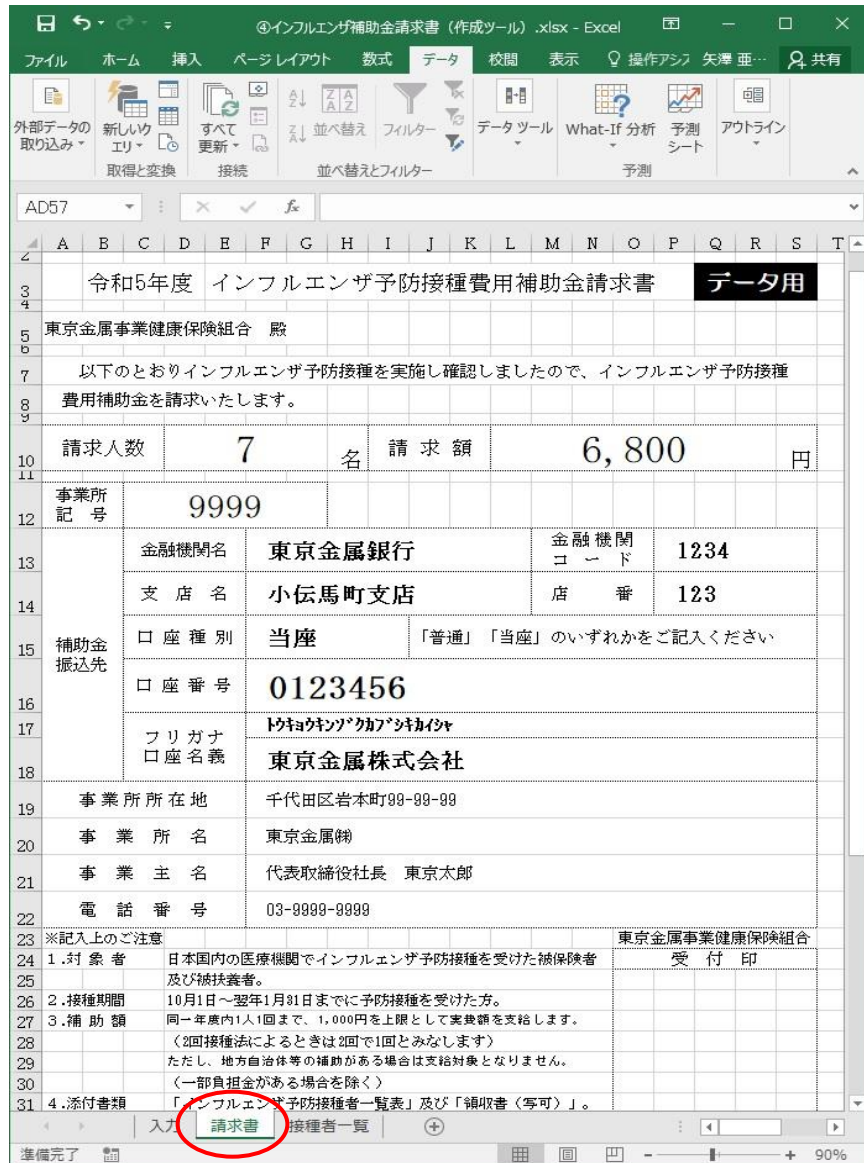 ④インフルエンザ補助金請求書（作成ツール）.xlsx - Excel
ファイル ホーム 挿入 ページ レイアウト 数式 データ 校閲 表示 操作アシス 矢澤 亜… 共有
外部データの取り込み 新しいクエリ すべて更新 並べ替え フィルター データ ツール What-If 分析 予測シート アウトライン
取得と変換 接続 並べ替えとフィルター 予測
AD57 fx
A B C D E F G H I J K L M N O P Q R S T
2
3 令和5年度 インフルエンザ予防接種費用補助金請求書 データ用
4
5 東京金属事業健康保険組合 殿
6
7 以下のとおりインフルエンザ予防接種を実施し確認しましたので、インフルエンザ予防接種
8 費用補助金を請求いたします。
9
10 請求人数 7 名 請求額 6,800 円
11
12 事業所記号 9999
13 金融機関名 東京金属銀行 金融機関コード 1234
14 支店名 小伝馬町支店 店番 123
15 補助金振込先 口座種別 当座 「普通」「当座」のいずれかをご記入ください
16 口座番号 0123456
17 フリガナ ﾄｳｷｮｳｷﾝｿﾞｸｶﾌﾞｼｷｶｲｼｬ
18 口座名義 東京金属株式会社
19 事業所所在地 千代田区岩本町99-99-99
20 事業所名 東京金属㈱
21 事業主名 代表取締役社長 東京太郎
22 電話番号 03-9999-9999
23 ※記入上のご注意 東京金属事業健康保険組合
24 1.対象者 日本国内の医療機関でインフルエンザ予防接種を受けた被保険者 受付印
25 及び被扶養者。
26 2.接種期間 10月1日～翌年1月31日までに予防接種を受けた方。
27 3.補助額 同一年度内1人1回まで、1,000円を上限として実費額を支給します。
28 （2回接種法によるときは2回で1回とみなします）
29 ただし、地方自治体等の補助がある場合は支給対象となりません。
30 （一部負担金がある場合を除く）
31 4.添付書類 「インフルエンザ予防接種者一覧表」及び「領収書（写可）」。
入力 請求書 接種者一覧
準備完了 90%